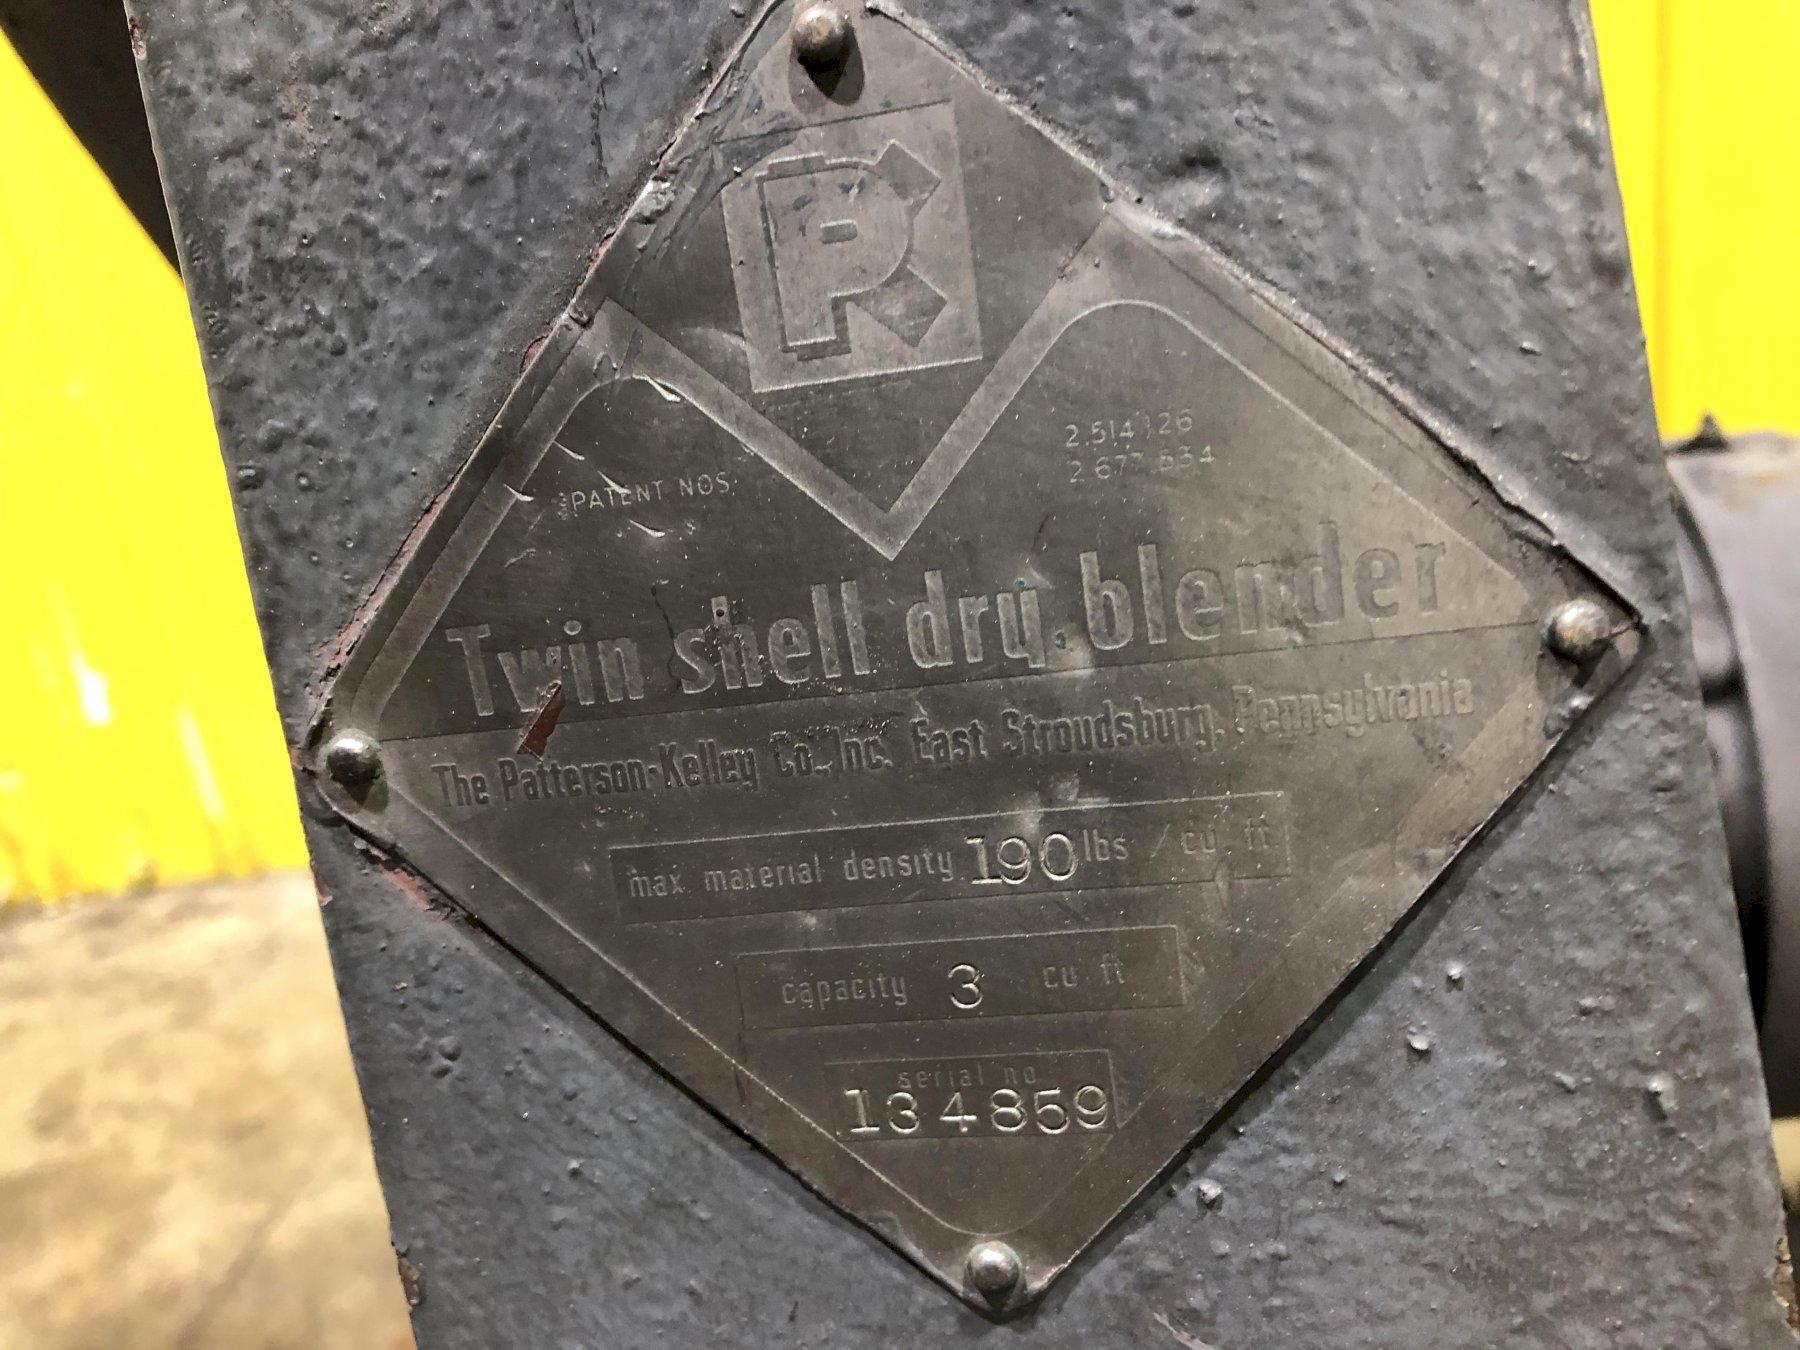 PK
PATENT NOS.
2,514,126
2,677,534
Twin shell dry blender
The Patterson-Kelley Co., Inc. East Stroudsburg, Pennsylvania
max material density 190 lbs / cu ft
capacity 3 cu ft
serial no
134859